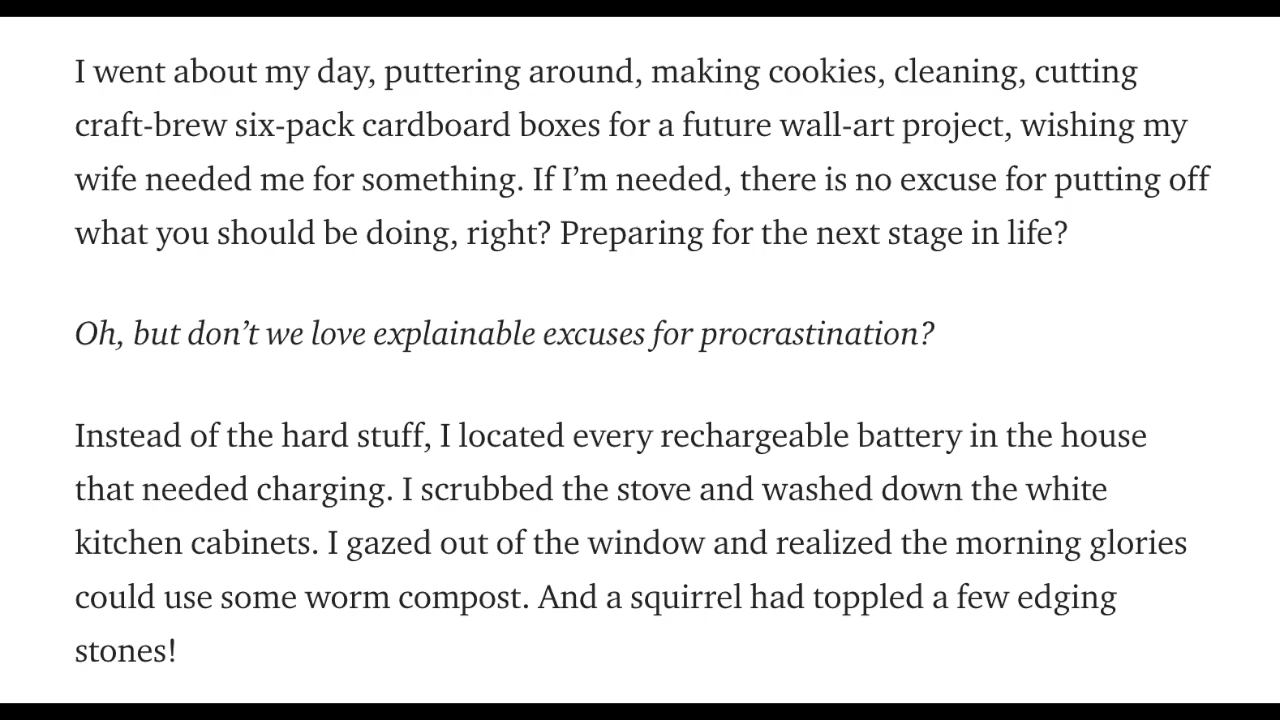 I went about my day, puttering around, making cookies, cleaning, cutting
craft-brew six-pack cardboard boxes for a future wall-art project, wishing my
wife needed me for something. If I’m needed, there is no excuse for putting off
what you should be doing, right? Preparing for the next stage in life?
Oh, but don’t we love explainable excuses for procrastination?
Instead of the hard stuff, I located every rechargeable battery in the house
that needed charging. I scrubbed the stove and washed down the white
kitchen cabinets. I gazed out of the window and realized the morning glories
could use some worm compost. And a squirrel had toppled a few edging
stones!